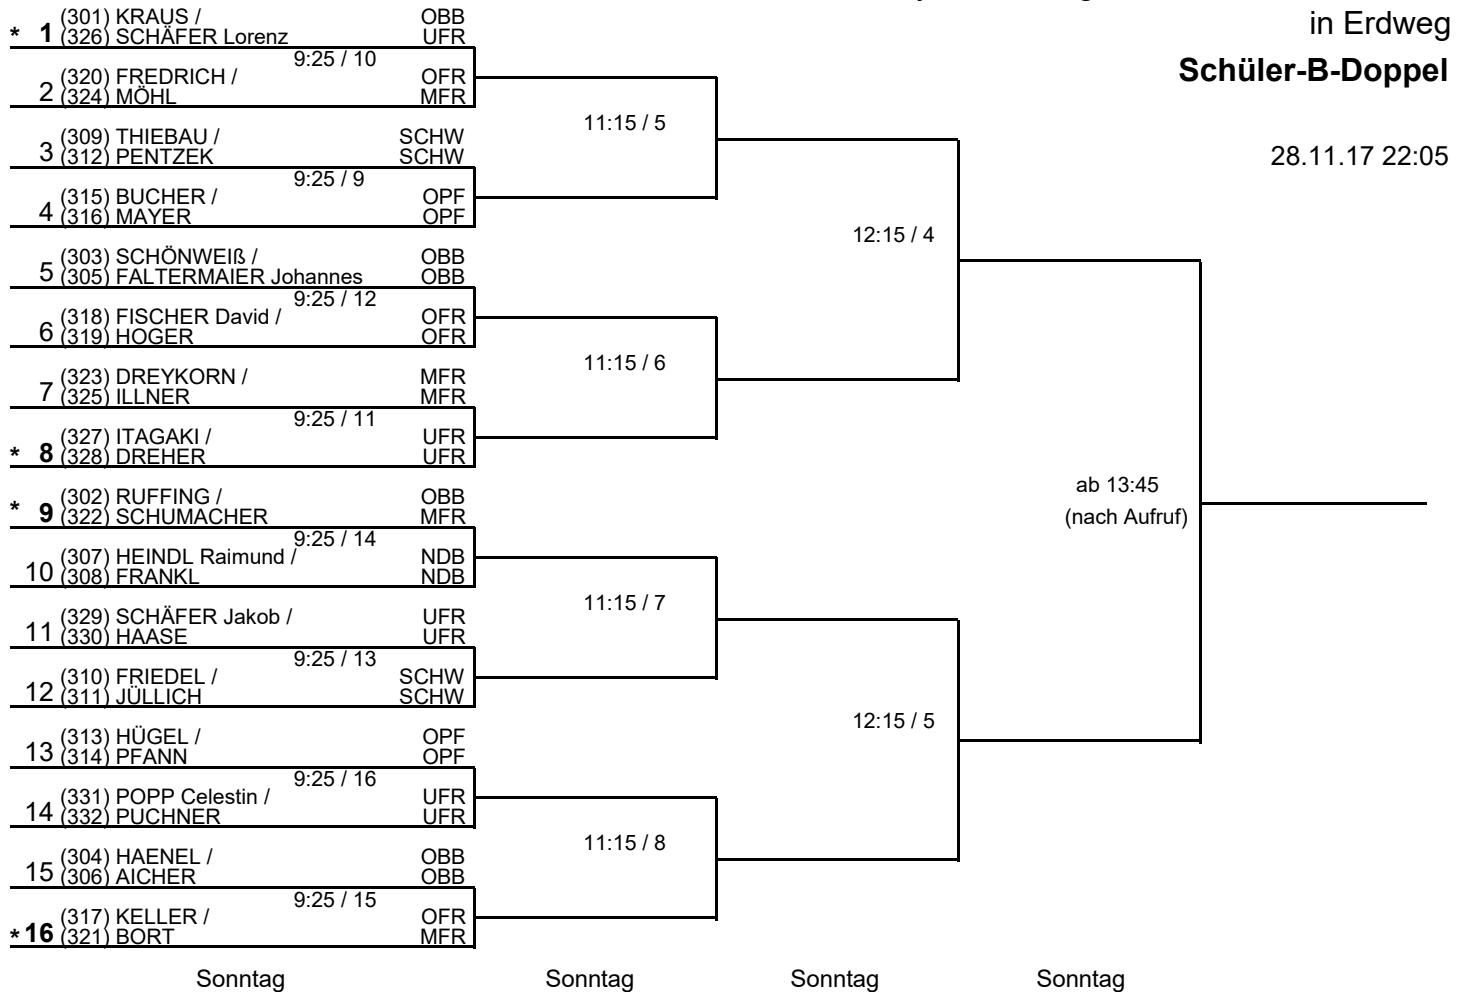 in Erdweg
Schüler-B-Doppel
28.11.17 22:05
(301) KRAUS / OBB
* 1 (326) SCHÄFER Lorenz UFR
9:25 / 10
(320) FREDRICH / OFR
2 (324) MÖHL MFR
11:15 / 5
(309) THIEBAU / SCHW
3 (312) PENTZEK SCHW
9:25 / 9
(315) BUCHER / OPF
4 (316) MAYER OPF
12:15 / 4
(303) SCHÖNWEIß / OBB
5 (305) FALTERMAIER Johannes OBB
9:25 / 12
(318) FISCHER David / OFR
6 (319) HOGER OFR
11:15 / 6
(323) DREYKORN / MFR
7 (325) ILLNER MFR
9:25 / 11
(327) ITAGAKI / UFR
* 8 (328) DREHER UFR
ab 13:45
(nach Aufruf)
(302) RUFFING / OBB
* 9 (322) SCHUMACHER MFR
9:25 / 14
(307) HEINDL Raimund / NDB
10 (308) FRANKL NDB
11:15 / 7
(329) SCHÄFER Jakob / UFR
11 (330) HAASE UFR
9:25 / 13
(310) FRIEDEL / SCHW
12 (311) JÜLLICH SCHW
12:15 / 5
(313) HÜGEL / OPF
13 (314) PFANN OPF
9:25 / 16
(331) POPP Celestin / UFR
14 (332) PUCHNER UFR
11:15 / 8
(304) HAENEL / OBB
15 (306) AICHER OBB
9:25 / 15
(317) KELLER / OFR
* 16 (321) BORT MFR
Sonntag Sonntag Sonntag Sonntag